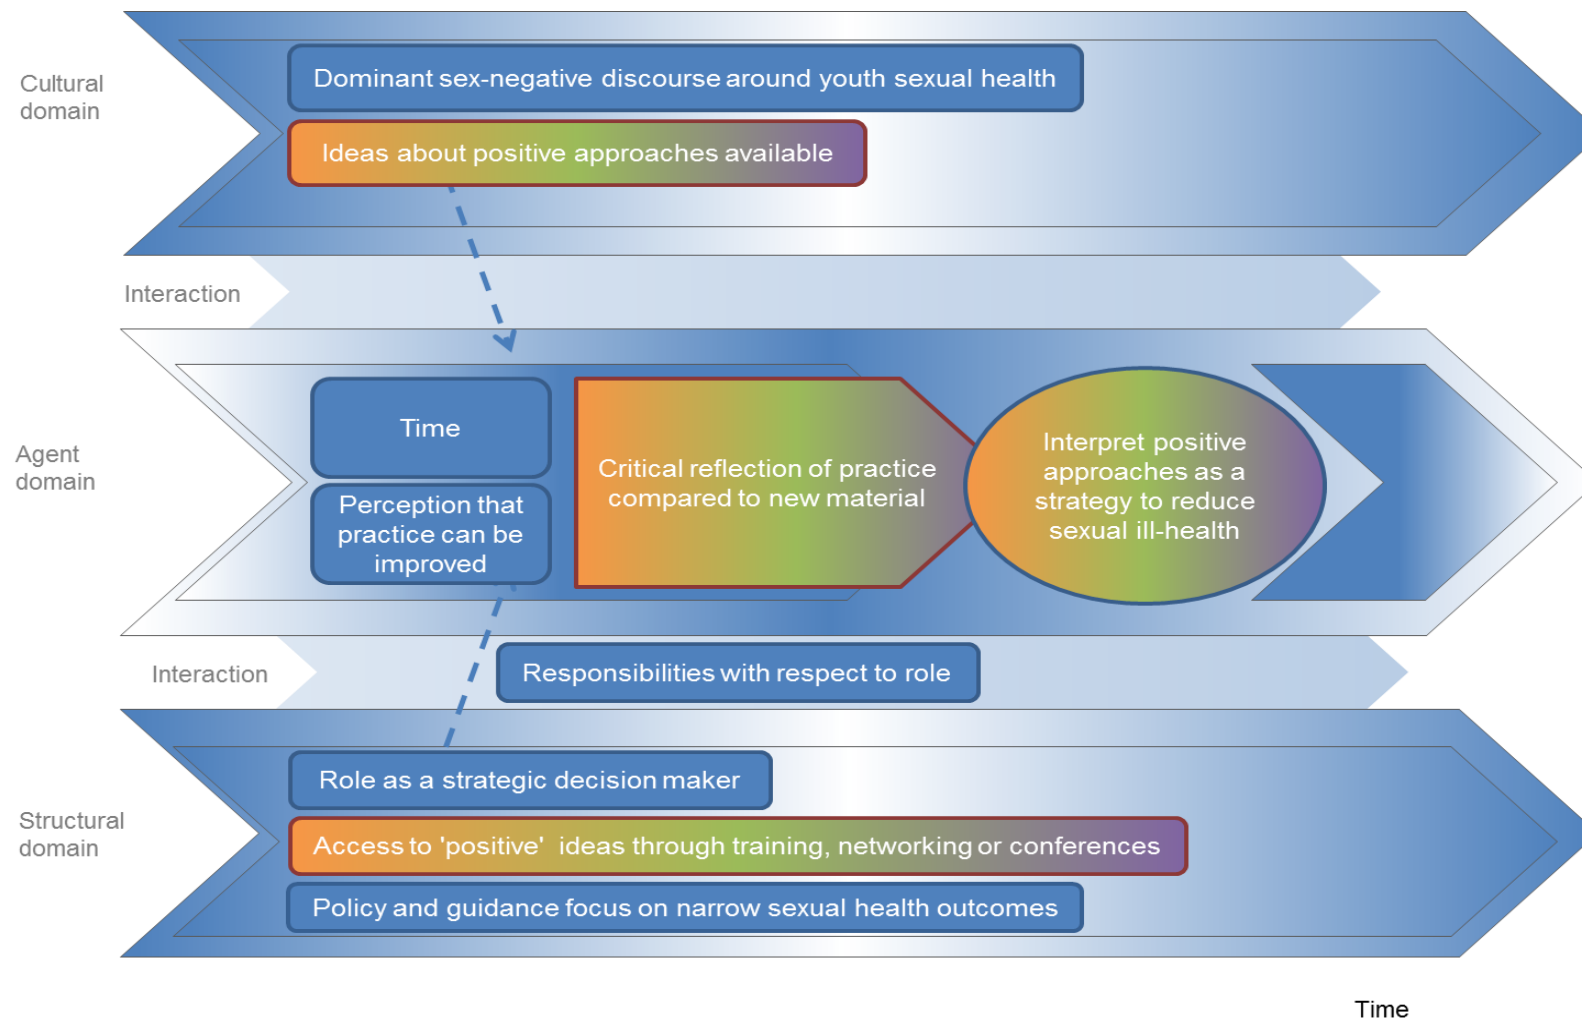 Cultural
domain
Dominant sex-negative discourse around youth sexual health
Ideas about positive approaches available
Interaction
Agent
domain
Time
Perception that
practice can be
improved
Critical reflection of practice
compared to new material
Interpret positive
approaches as a
strategy to reduce
sexual ill-health
Interaction
Responsibilities with respect to role
Structural
domain
Role as a strategic decision maker
Access to 'positive' ideas through training, networking or conferences
Policy and guidance focus on narrow sexual health outcomes
Time